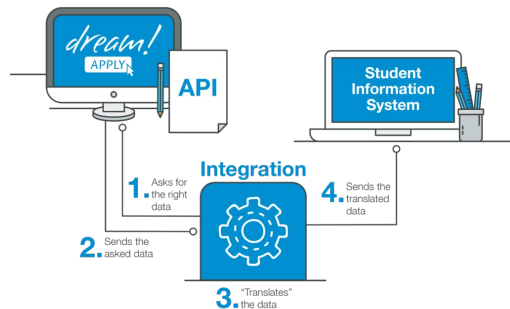 dream!
APPLY
API
Student
Information
System
Integration
1. Asks for
the right
data
2. Sends the
asked data
3. "Translates"
the data
4. Sends the
translated
data